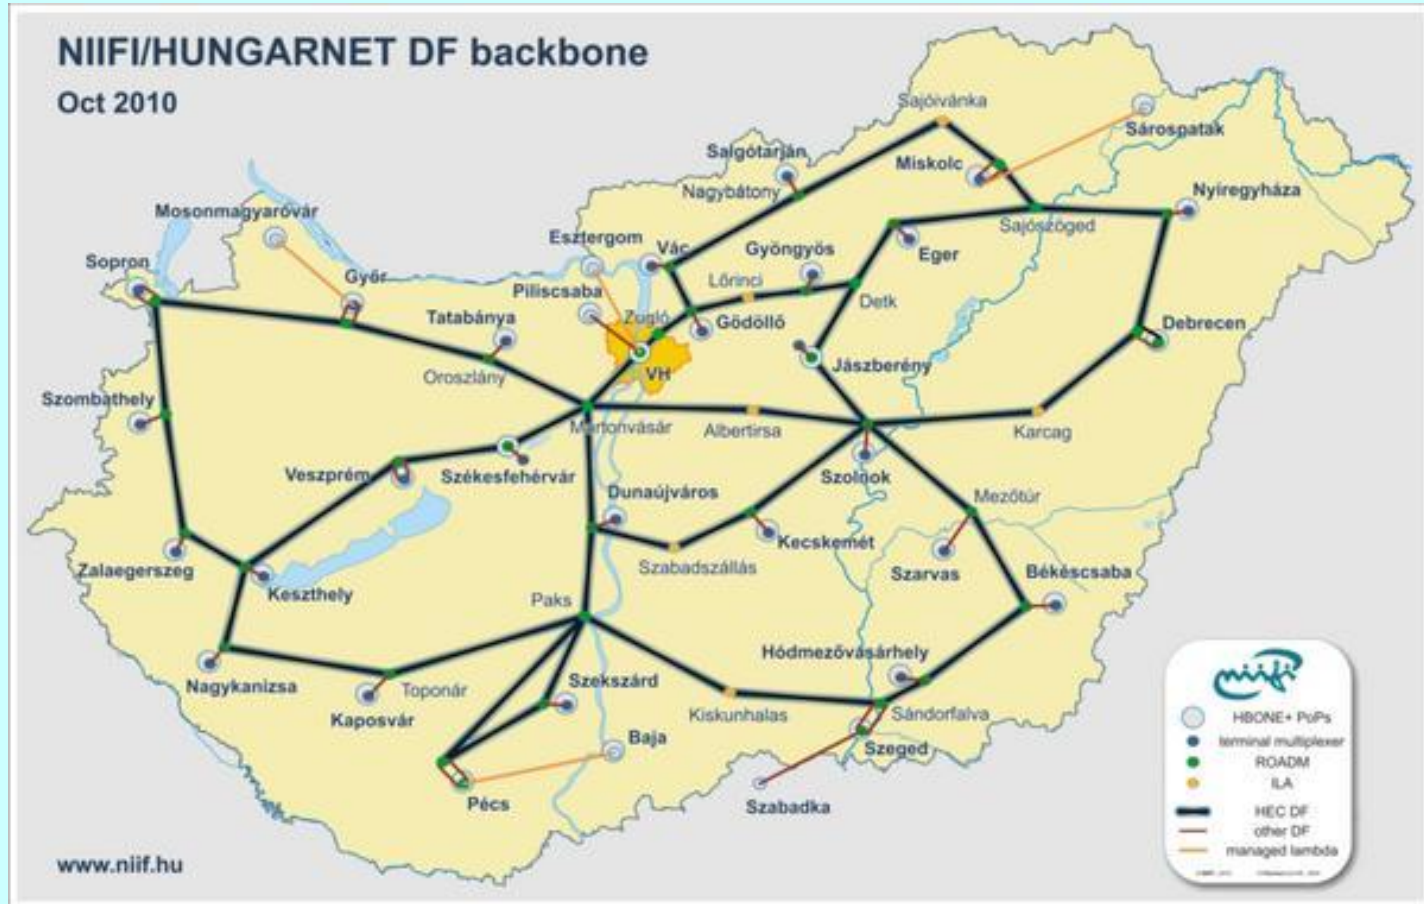 NIIFI/HUNGARNET DF backbone
Oct 2010
Sajóivánka
Sárospatak
Salgótarján
Miskolc
Nagybátony
Nyíregyháza
Mosonmagyaróvár
Esztergom
Vác
Gyöngyös
Eger
Sajószöged
Sopron
Győr
Piliscsaba
Lőrinci
Detk
Tatabánya
Zugló
Gödöllő
Debrecen
Oroszlány
VH
Jászberény
Szombathely
Martonvásár
Albertirsa
Karcag
Veszprém
Székesfehérvár
Szolnok
Dunaújváros
Mezőtúr
Kecskemét
Zalaegerszeg
Szabadszállás
Szarvas
Békéscsaba
Keszthely
Paks
Hódmezővásárhely
Nagykanizsa
Toponár
Szekszárd
Kaposvár
Kiskunhalas
Sándorfalva
Baja
Szeged
Pécs
Szabadka
niifi
HBONE+ PoPs
terminal multiplexer
ROADM
ILA
HEC DF
other DF
managed lambda
www.niif.hu